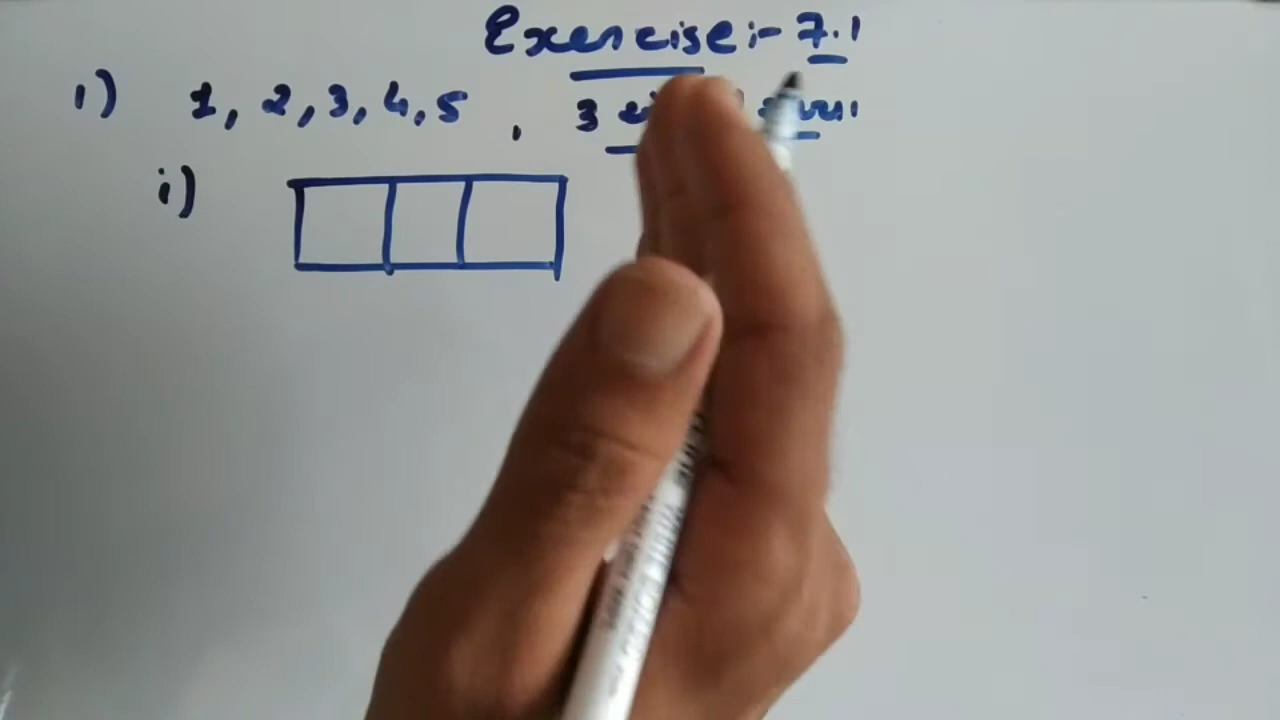 Exercise:- 7.1
1) 1, 2, 3, 4, 5, 3
i)